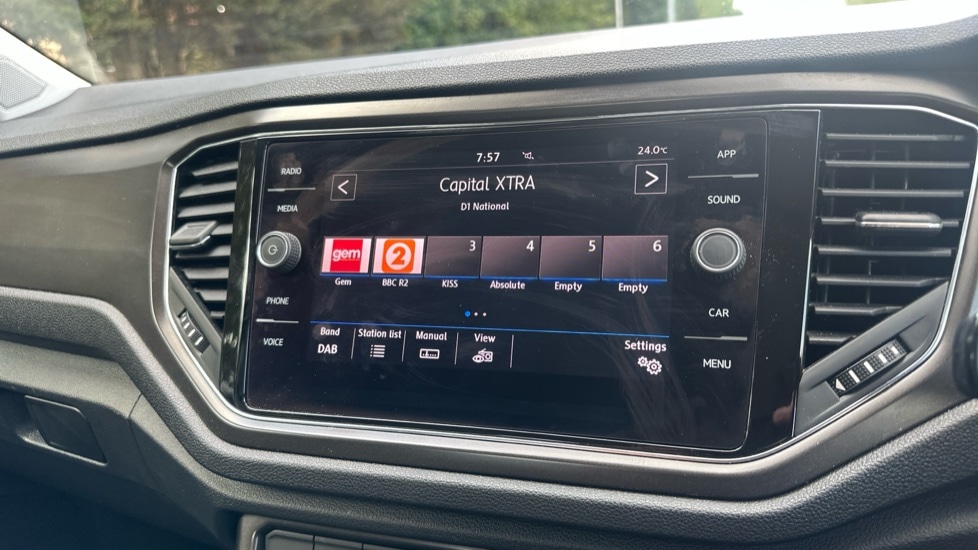 7:57 24.0°C
RADIO
APP
< Capital XTRA >
D1 National
MEDIA
SOUND
gem 2 3 4 5 6
Gem BBC R2 KISS Absolute Empty Empty
PHONE
CAR
VOICE
MENU
Band Station list Manual View Settings
DAB